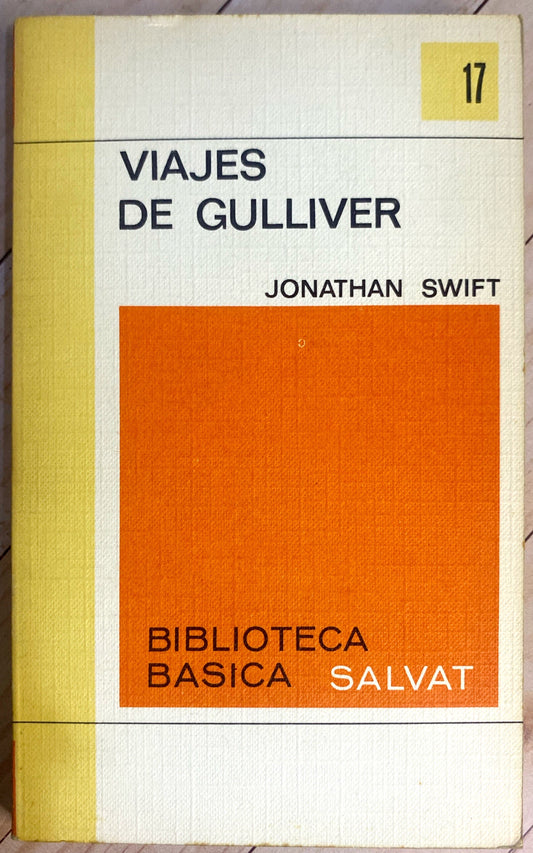 17
VIAJES
DE GULLIVER
JONATHAN SWIFT
BIBLIOTECA
BASICA SALVAT